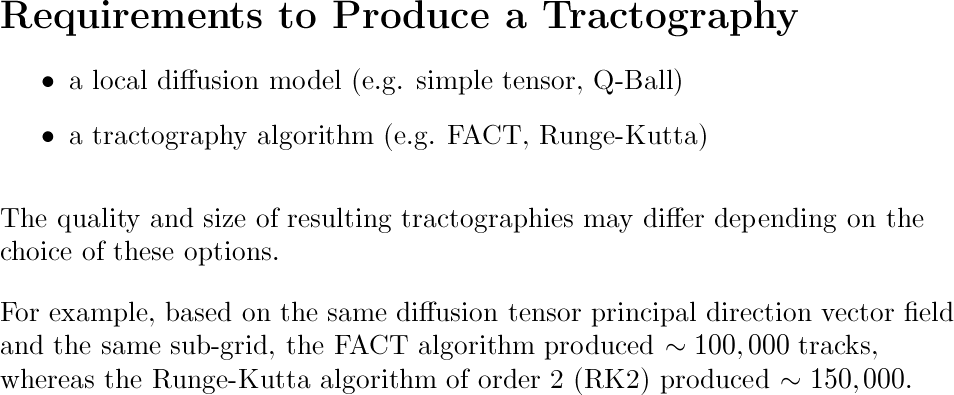 Requirements to Produce a Tractography
• a local diffusion model (e.g. simple tensor, Q-Ball)
• a tractography algorithm (e.g. FACT, Runge-Kutta)
The quality and size of resulting tractographies may differ depending on the
choice of these options.
For example, based on the same diffusion tensor principal direction vector field
and the same sub-grid, the FACT algorithm produced ∼ 100, 000 tracks,
whereas the Runge-Kutta algorithm of order 2 (RK2) produced ∼ 150, 000.